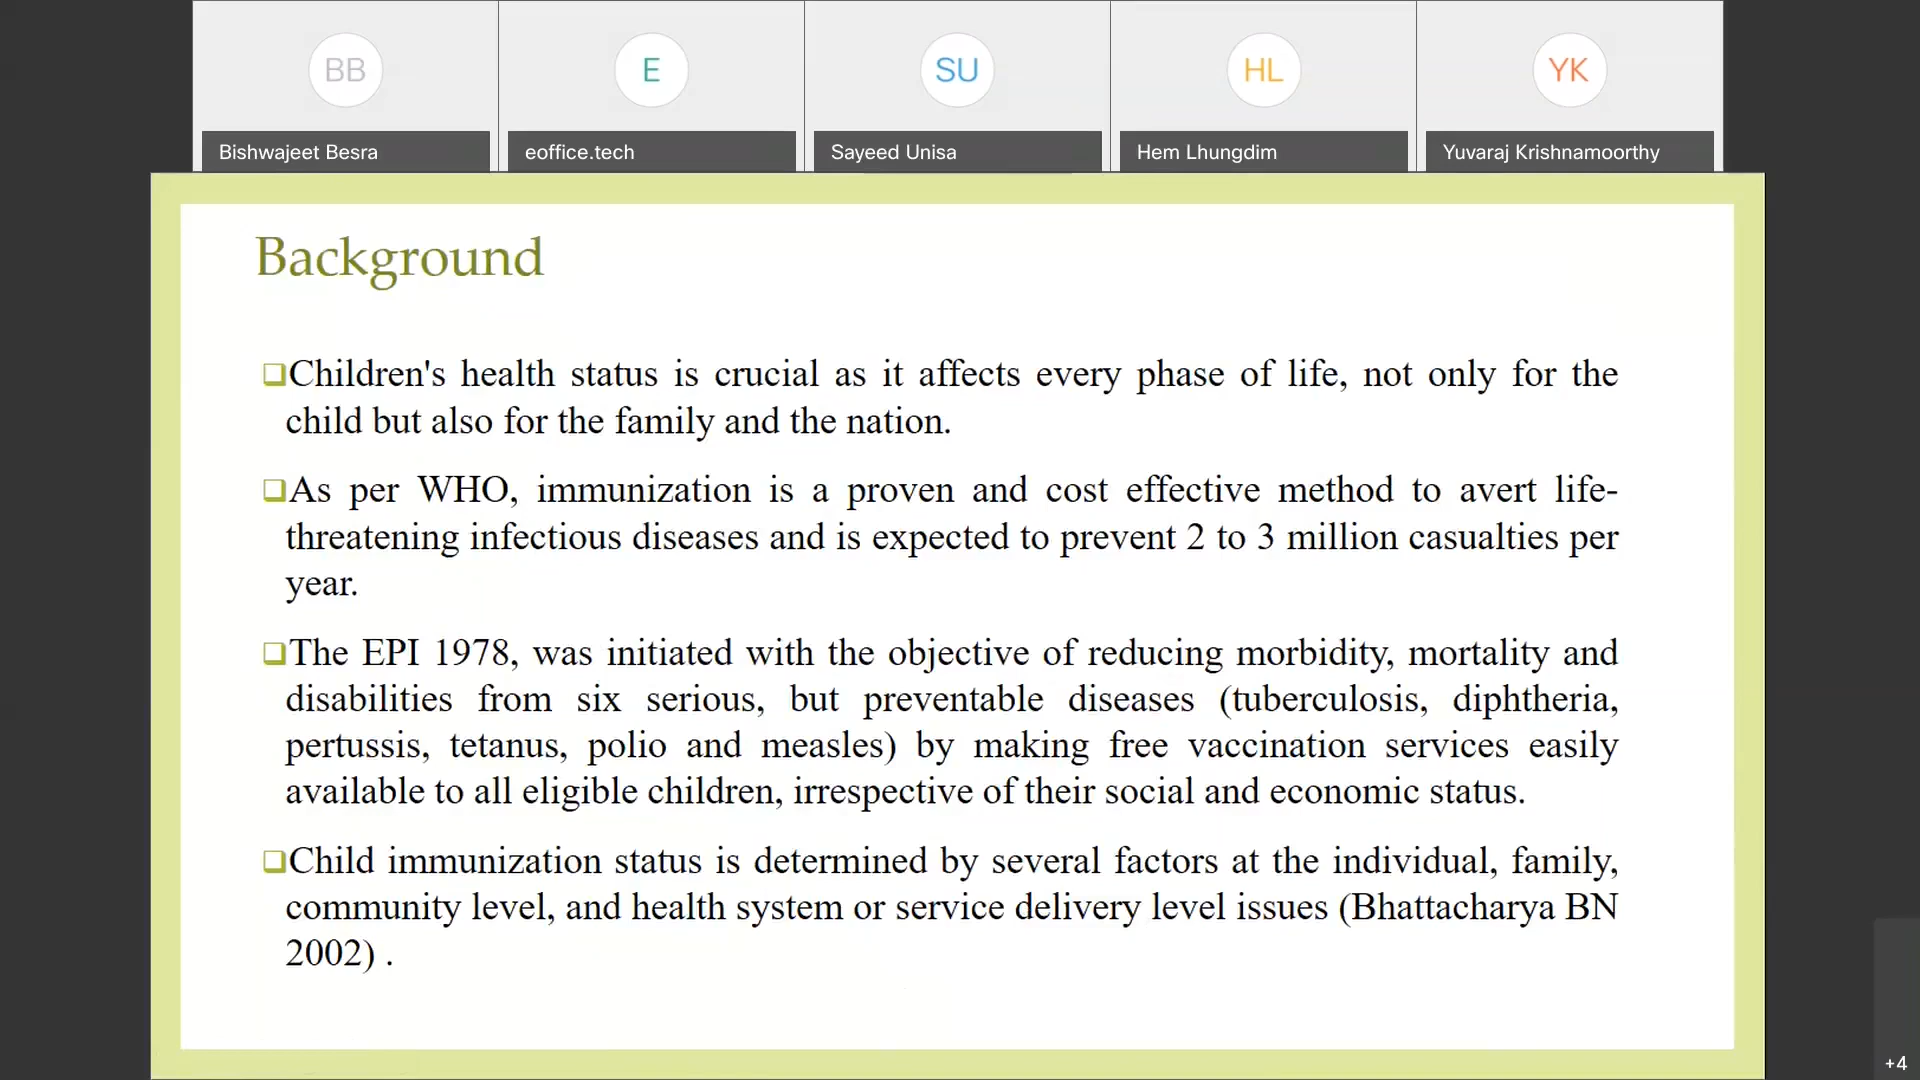 BB
E
SU
HL
YK
Bishwajeet Besra
eoffice.tech
Sayeed Unisa
Hem Lhungdim
Yuvaraj Krishnamoorthy
Background
Children's health status is crucial as it affects every phase of life, not only for the
child but also for the family and the nation.
As per WHO, immunization is a proven and cost effective method to avert life-
threatening infectious diseases and is expected to prevent 2 to 3 million casualties per
year.
The EPI 1978, was initiated with the objective of reducing morbidity, mortality and
disabilities from six serious, but preventable diseases (tuberculosis, diphtheria,
pertussis, tetanus, polio and measles) by making free vaccination services easily
available to all eligible children, irrespective of their social and economic status.
Child immunization status is determined by several factors at the individual, family,
community level, and health system or service delivery level issues (Bhattacharya BN
2002) .
+4